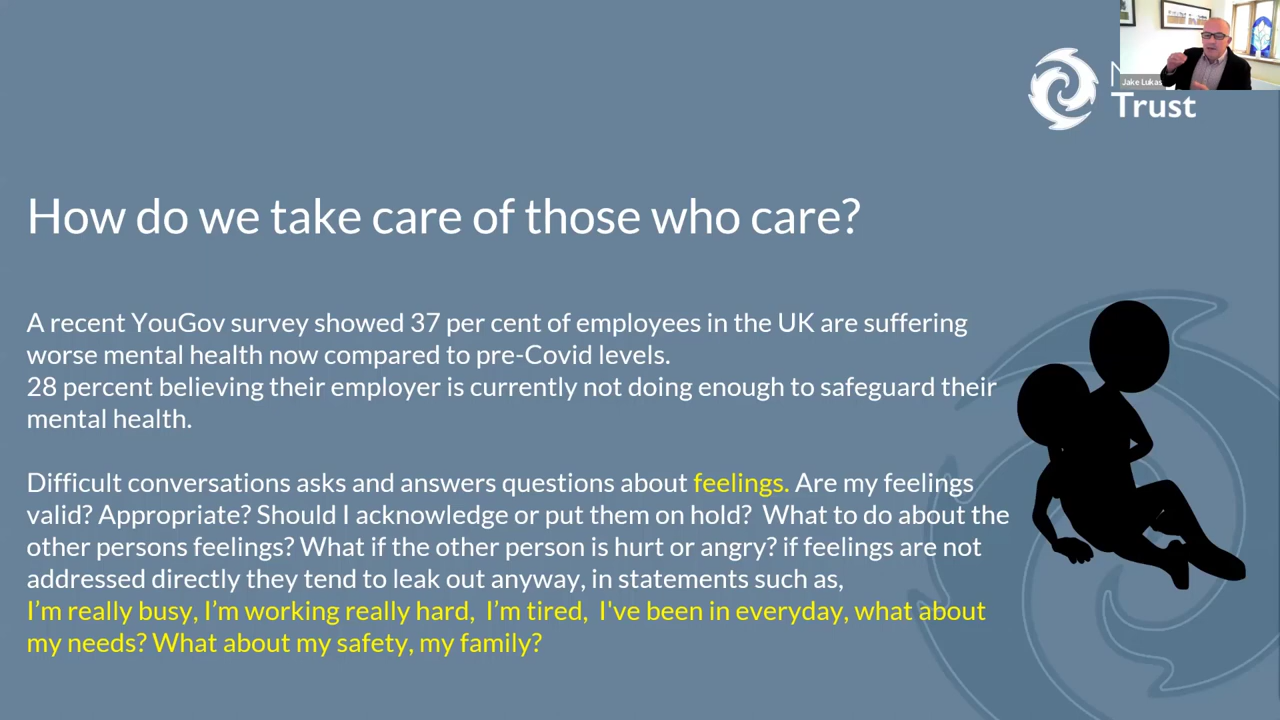 Jake Lukas
Trust
How do we take care of those who care?
A recent YouGov survey showed 37 per cent of employees in the UK are suffering
worse mental health now compared to pre-Covid levels.
28 percent believing their employer is currently not doing enough to safeguard their
mental health.
Difficult conversations asks and answers questions about feelings. Are my feelings
valid? Appropriate? Should I acknowledge or put them on hold?  What to do about the
other persons feelings? What if the other person is hurt or angry? if feelings are not
addressed directly they tend to leak out anyway, in statements such as,
I’m really busy, I’m working really hard,  I’m tired,  I've been in everyday, what about
my needs? What about my safety, my family?